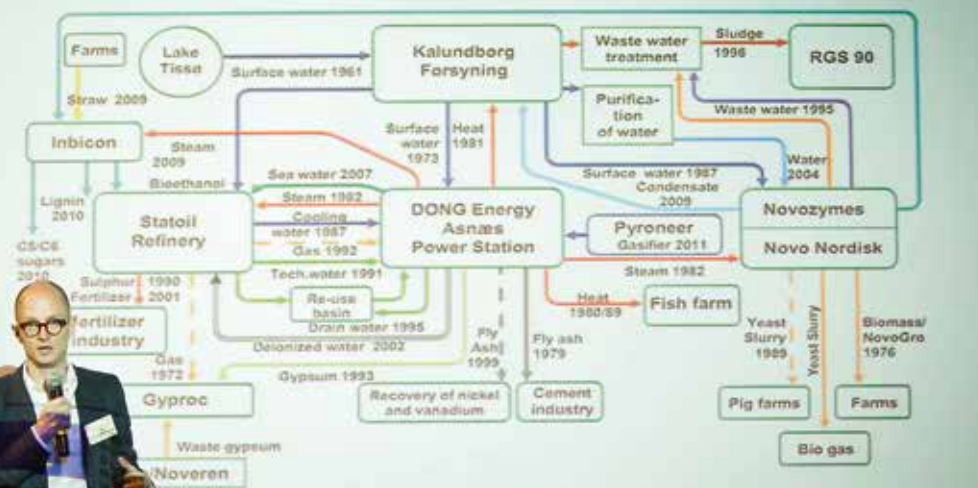 Farms
Lake
Tissø
Surface water 1961
Kalundborg
Forsyning
Waste water
treatment
Sludge
1996
RGS 90
Straw 2009
Purifica-
tion
of water
Waste water 1995
Inbicon
Steam
2009
Surface
water
1973
Heat
1981
Water
2004
Surface water 1987
Condensate
2009
Bioethanol
Lignin
2010
C5/C6
sugars
2010
Sea water 2007
Steam 1982
Cooling
water 1987
Gas 1992
Tech.water 1991
Statoil
Refinery
DONG Energy
Asnæs
Power Station
Pyroneer
Gasifier 2011
Novozymes
Novo Nordisk
Steam 1982
Sulphur 1990
Fertilizer 2001
fertilizer
industry
Re-use
basin
Drain water 1995
Deionized water 2002
Heat
1980/89
Fish farm
Gas
1972
Gypsum 1993
Fly
Ash
1999
Fly ash
1979
Yeast
Slurry
1989
Yeast Slurry
Biomass/
NovoGro
1976
Gyproc
Recovery of nickel
and vanadium
Cement
industry
Pig farms
Farms
Bio gas
Waste gypsum
/Noveren